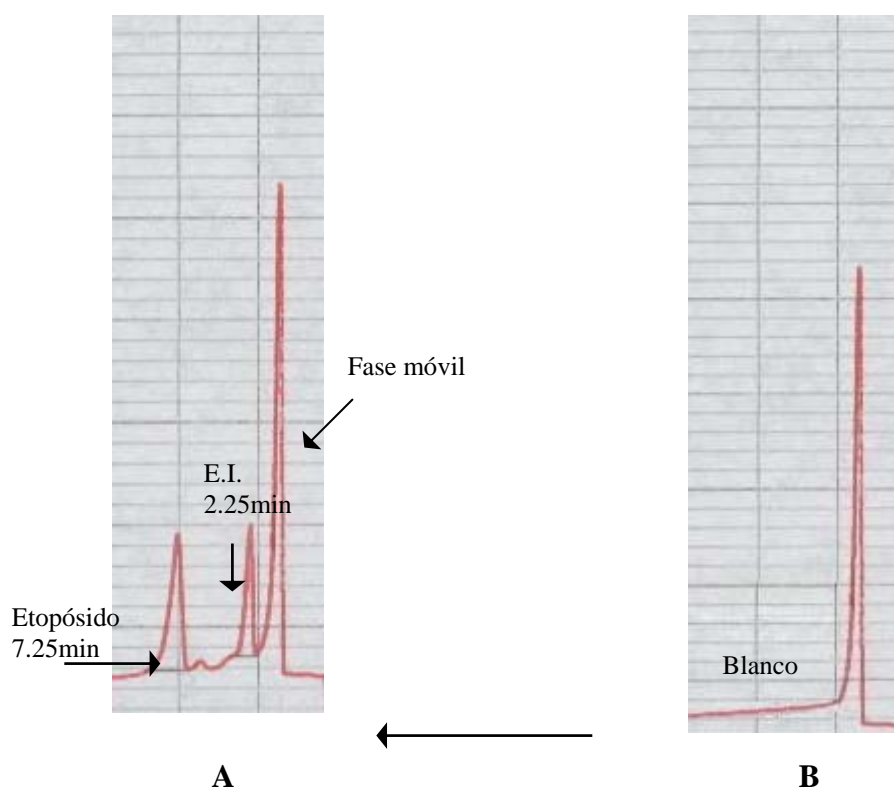 Fase móvil
E.I.
2.25min
Etopósido
7.25min
Blanco
A
B